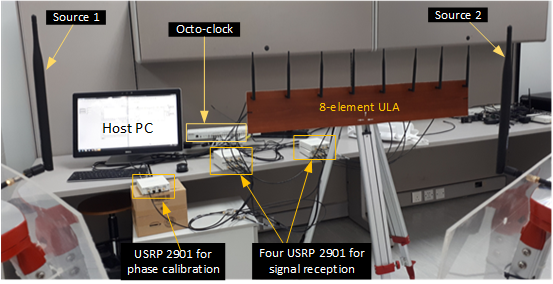 Source 1
Octo-clock
Source 2
8-element ULA
Host PC
USRP 2901 for
phase calibration
Four USRP 2901 for
signal reception